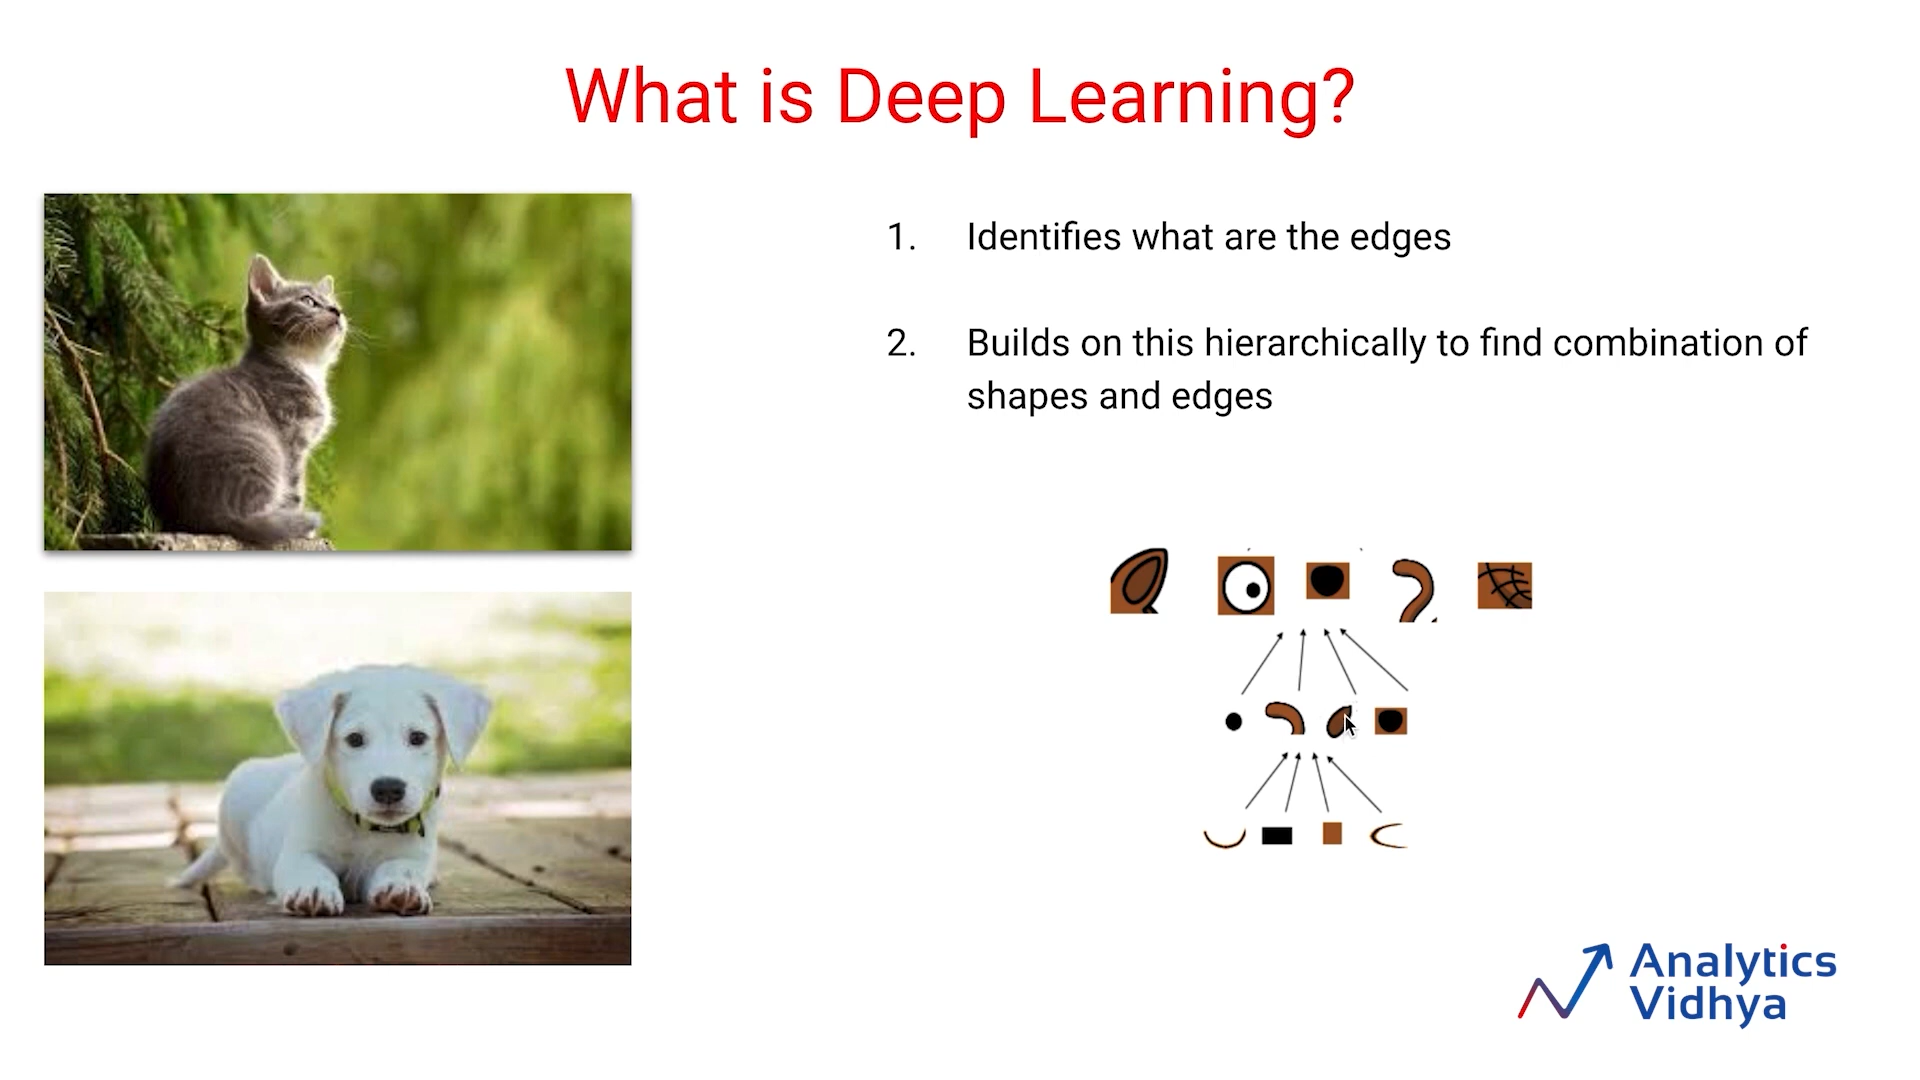 What is Deep Learning?
1. Identifies what are the edges
2. Builds on this hierarchically to find combination of
shapes and edges
Analytics
Vidhya